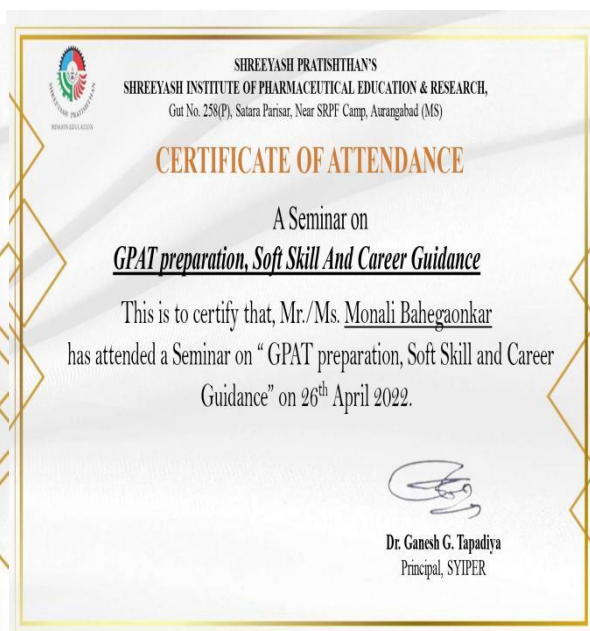 SHREEYASH PRATISHTHAN'S
SHREEYASH INSTITUTE OF PHARMACEUTICAL EDUCATION & RESEARCH,
Gut No. 258(P), Satara Parisar, Near SRPF Camp, Aurangabad (MS)
CERTIFICATE OF ATTENDANCE
A Seminar on
GPAT preparation, Soft Skill And Career Guidance
This is to certify that, Mr./Ms. Monali Bahegaonkar
has attended a Seminar on “ GPAT preparation, Soft Skill and Career
Guidance” on 26th April 2022.
Dr. Ganesh G. Tapadiya
Principal, SYIPER